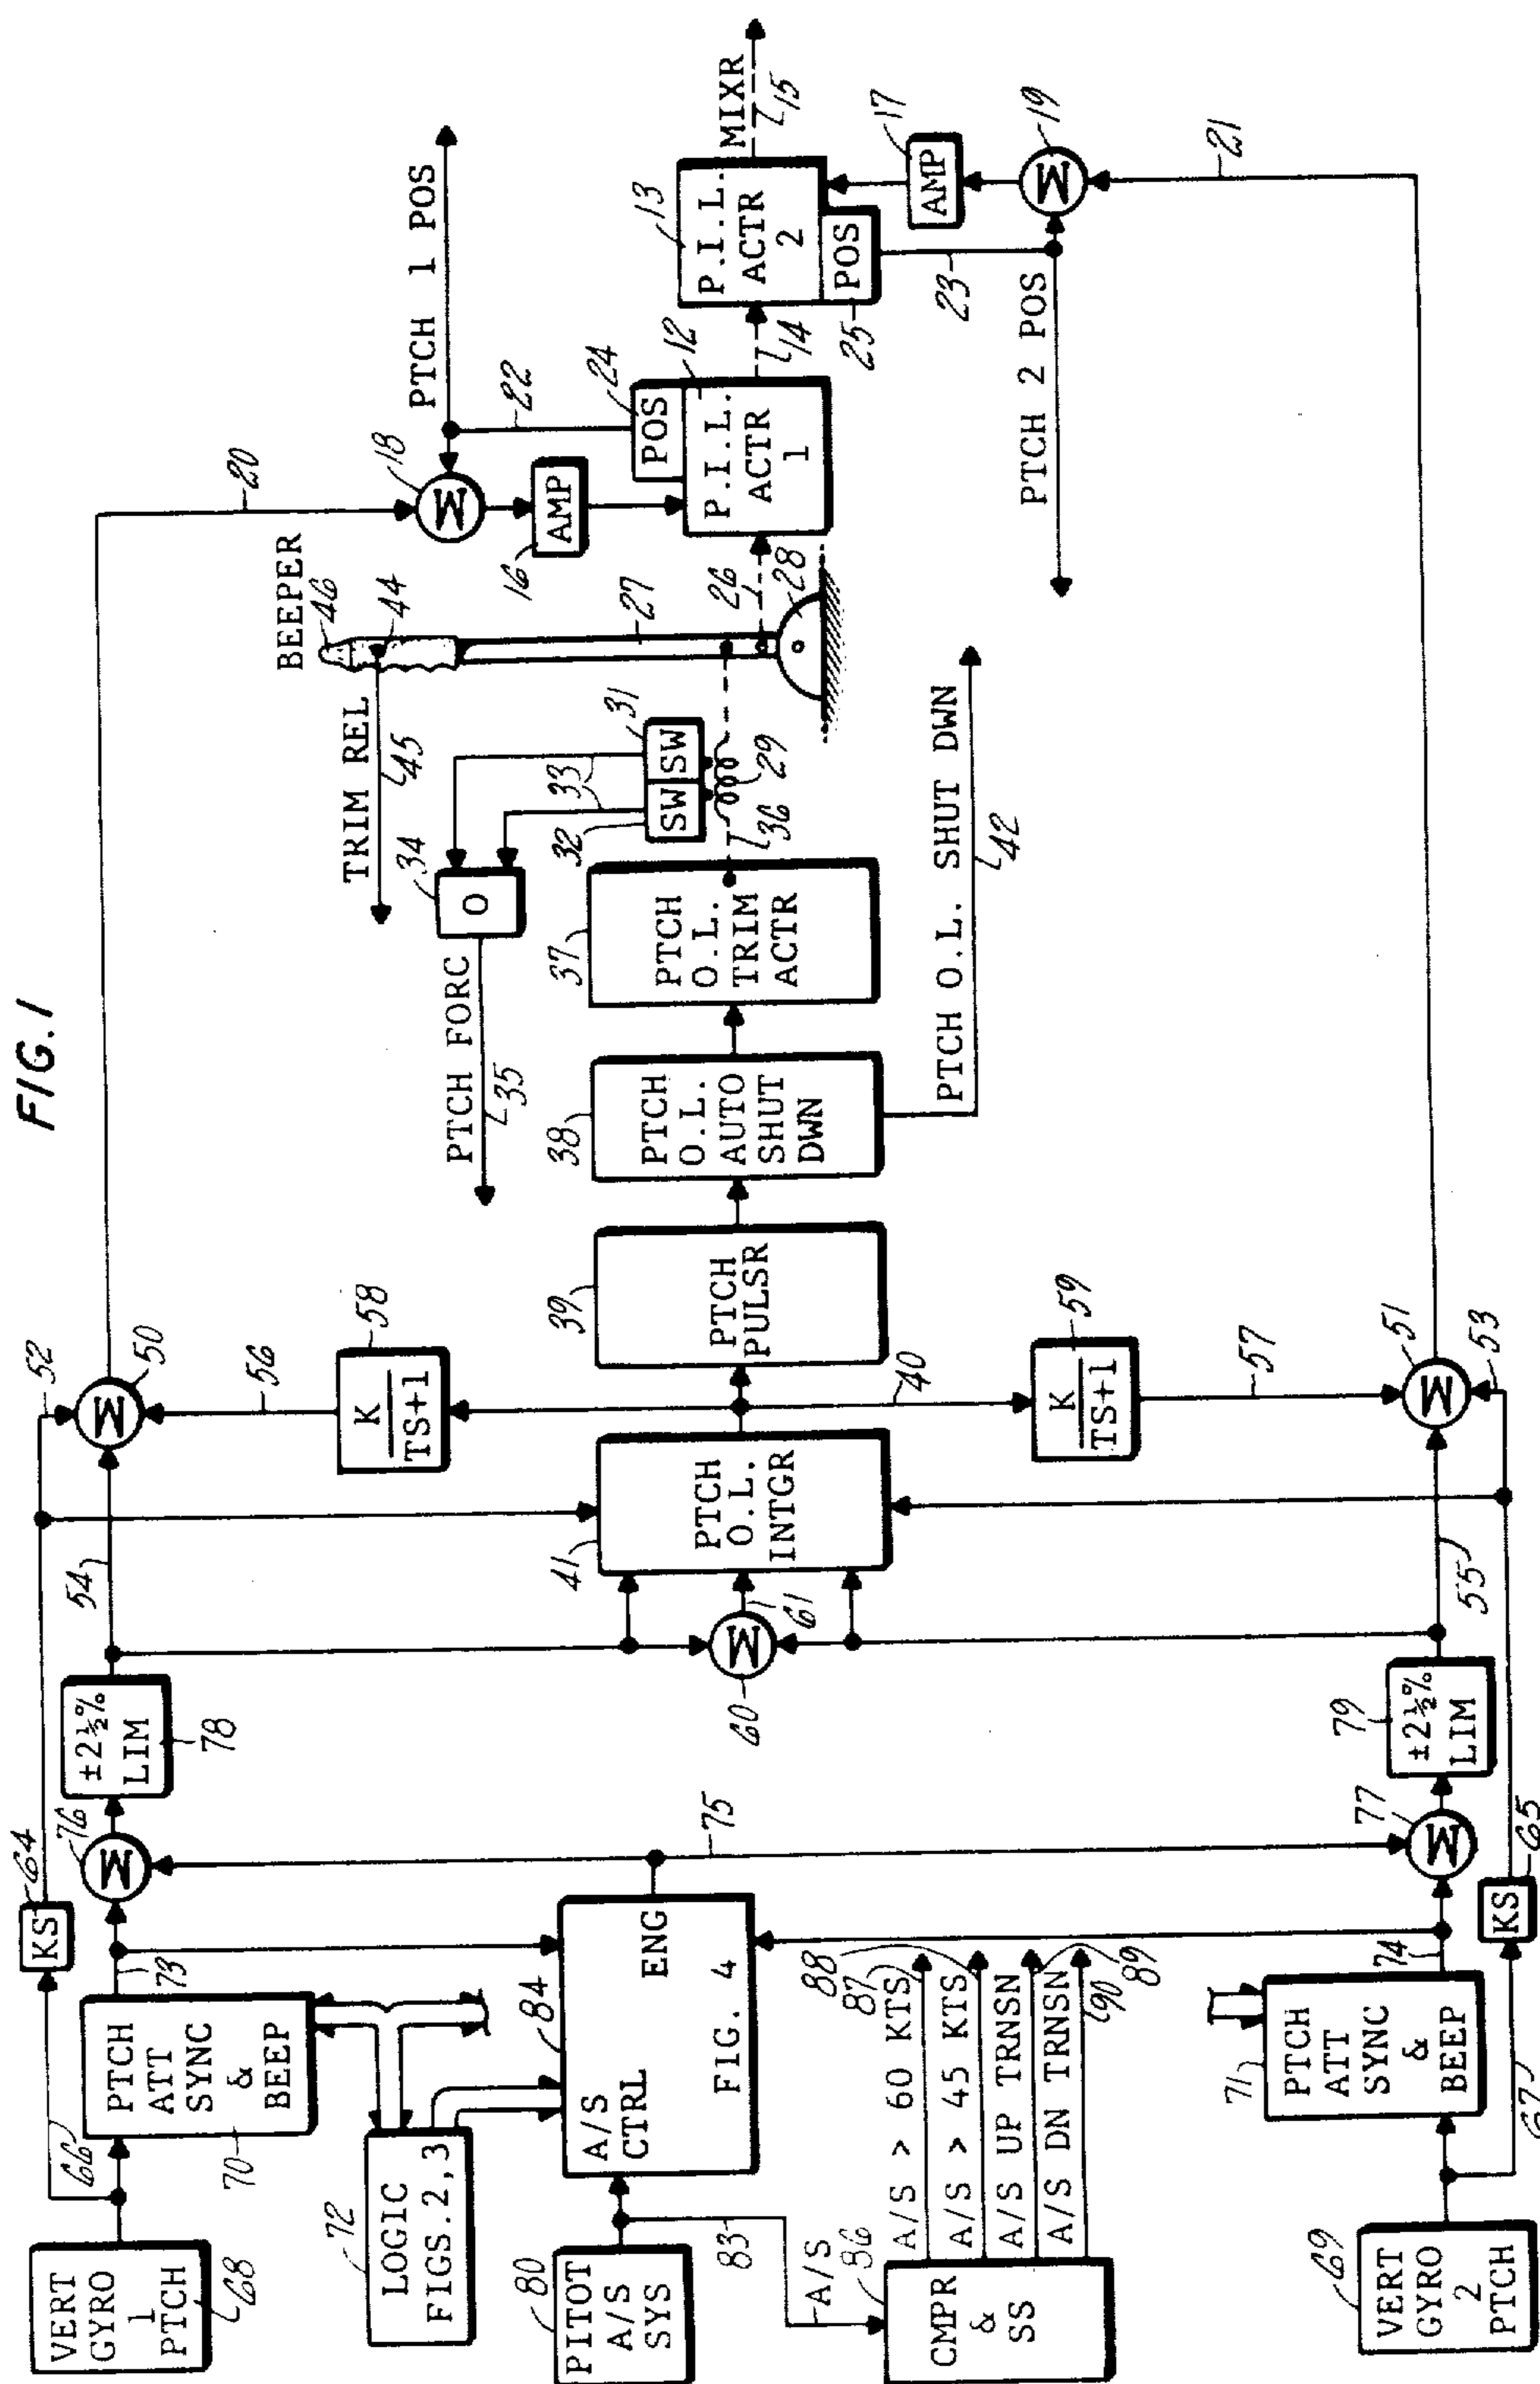 FIG. 1
VERT
GYRO
1
PTCH
68
66
KS
64
PTCH
ATT
SYNC
&
BEEP
70
73
M
76
± 2½%
LIM
78
54
52
M
50
20
LOGIC
FIGS. 2, 3
72
56
K
TS+1
58
PITOT
A/S
SYS
80
83
A/S
A/S
CTRL
84
ENG
FIG. 4
75
M
60
61
PTCH
O.L.
INTGR
41
40
PTCH
PULSR
39
PTCH
O.L.
AUTO
SHUT
DWN
38
PTCH
O.L.
TRIM
ACTR
37
PTCH O.L. SHUT DWN
42
PTCH FORC
35
O
34
33
SW
SW
32
31
29
36
TRIM REL
45
BEEPER
46
44
27
26
28
M
18
AMP
16
PTCH 1 POS
22
POS
24
P.I.L.
ACTR
1
12
14
P.I.L.
ACTR
2
13
POS
25
MIXR
15
AMP
17
M
19
23
PTCH 2 POS
21
CMPR
&
SS
86
A/S > 60 KTS
87
A/S > 45 KTS
88
A/S UP TRNSN
89
A/S DN TRNSN
90
K
TS+1
59
57
VERT
GYRO
2
PTCH
69
67
PTCH
ATT
SYNC
&
BEEP
71
74
KS
65
M
77
± 2½%
LIM
79
55
M
51
53